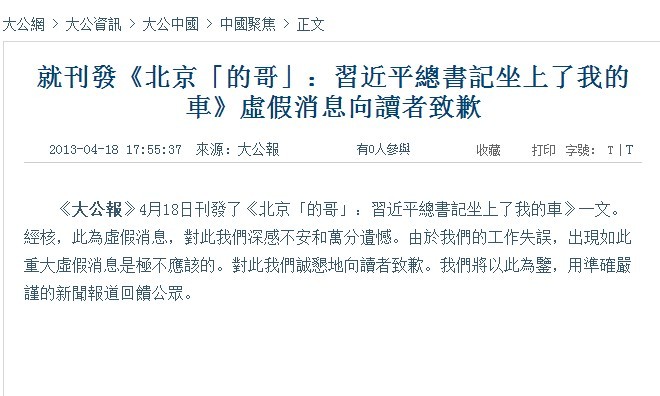 大公網 > 大公資訊 > 大公中國 > 中國聚焦 > 正文
就刊發《北京「的哥」：習近平總書記坐上了我的
車》虛假消息向讀者致歉
2013-04-18 17:55:37 來源：大公報 有0人參與 收藏 打印 字號： T|T
《大公報》4月18日刊發了《北京「的哥」：習近平總書記坐上了我的車》一文。
經核，此為虛假消息，對此我們深感不安和萬分遺憾。由於我們的工作失誤，出現如此
重大虛假消息是極不應該的。對此我們誠懇地向讀者致歉。我們將以此為鑒，用準確嚴
謹的新聞報道回饋公眾。